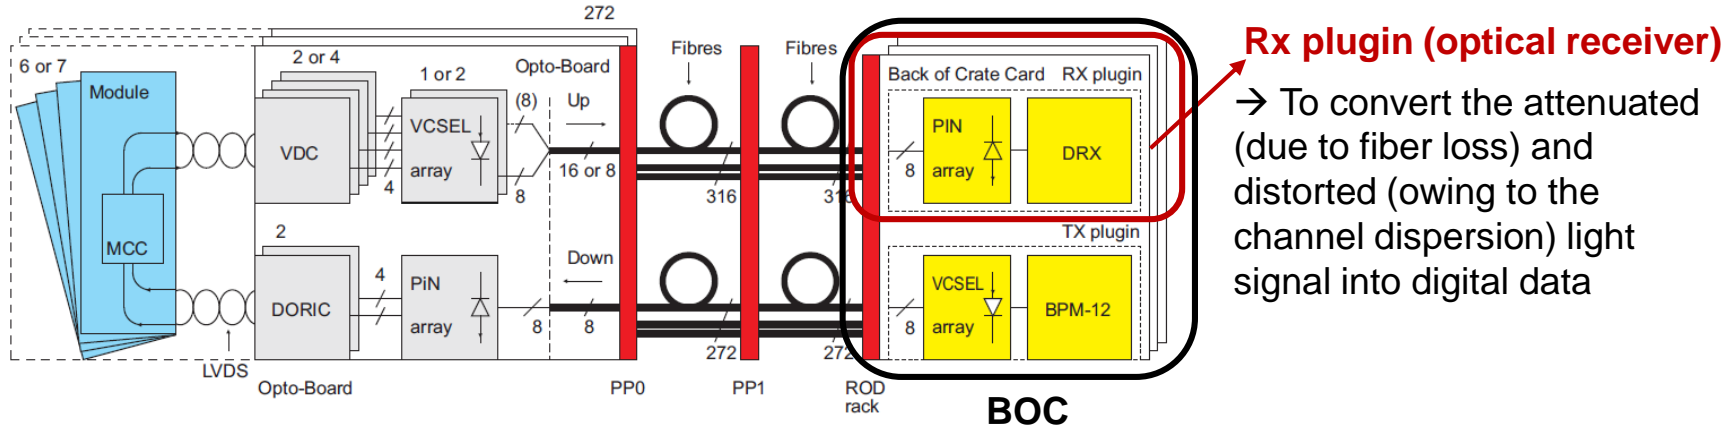 272
6 or 7
Module
MCC
LVDS
2 or 4
VDC
4
1 or 2
VCSEL
array
(8)
8
Opto-Board
Up
16 or 8
2
DORIC
4
PiN
array
8
Down
8
Opto-Board
Fibres
Fibres
316
316
272
272
PP0
PP1
ROD
rack
Back of Crate Card
RX plugin
8
PIN
array
DRX
TX plugin
8
VCSEL
array
BPM-12
BOC
Rx plugin (optical receiver)
→ To convert the attenuated
(due to fiber loss) and
distorted (owing to the
channel dispersion) light
signal into digital data